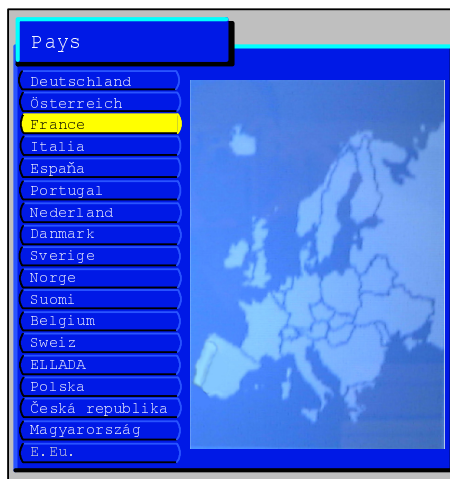 Pays
Deutschland
Österreich
France
Italia
Espaňa
Portugal
Nederland
Danmark
Sverige
Norge
Suomi
Belgium
Sweiz
ELLADA
Polska
Česká republika
Magyarország
E.Eu.